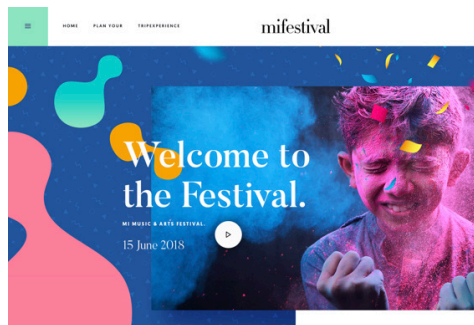 HOME PLAN YOUR TRIPEXPERIENCE mifestival
Welcome to
the Festival.
MI MUSIC & ARTS FESTIVAL.
15 June 2018